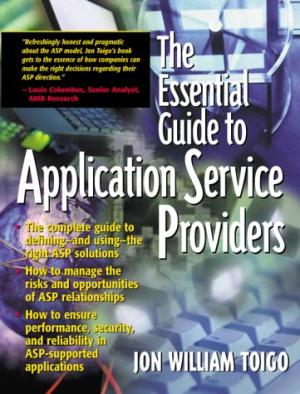 "Refreshingly honest and pragmatic
about the ASP model, Jon Toigo's book
gets to the essence of how companies can
make the right decisions regarding their
ASP direction."
— Louis Columbus, Senior Analyst,
AMR Research
The
Essential
Guide to
Application Service
Providers
• The complete guide to
defining–and using–the
right ASP solutions
• How to manage the
risks and opportunities
of ASP relationships
• How to ensure
performance, security,
and reliability in
ASP-supported
applications
JON WILLIAM TOIGO